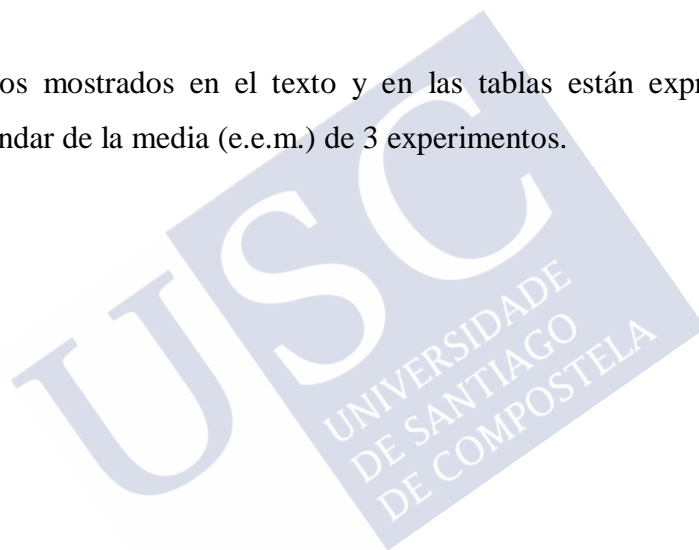 os mostrados en el texto y en las tablas están expr
ndar de la media (e.e.m.) de 3 experimentos.
USC
UNIVERSIDADE
DE SANTIAGO
DE COMPOSTELA